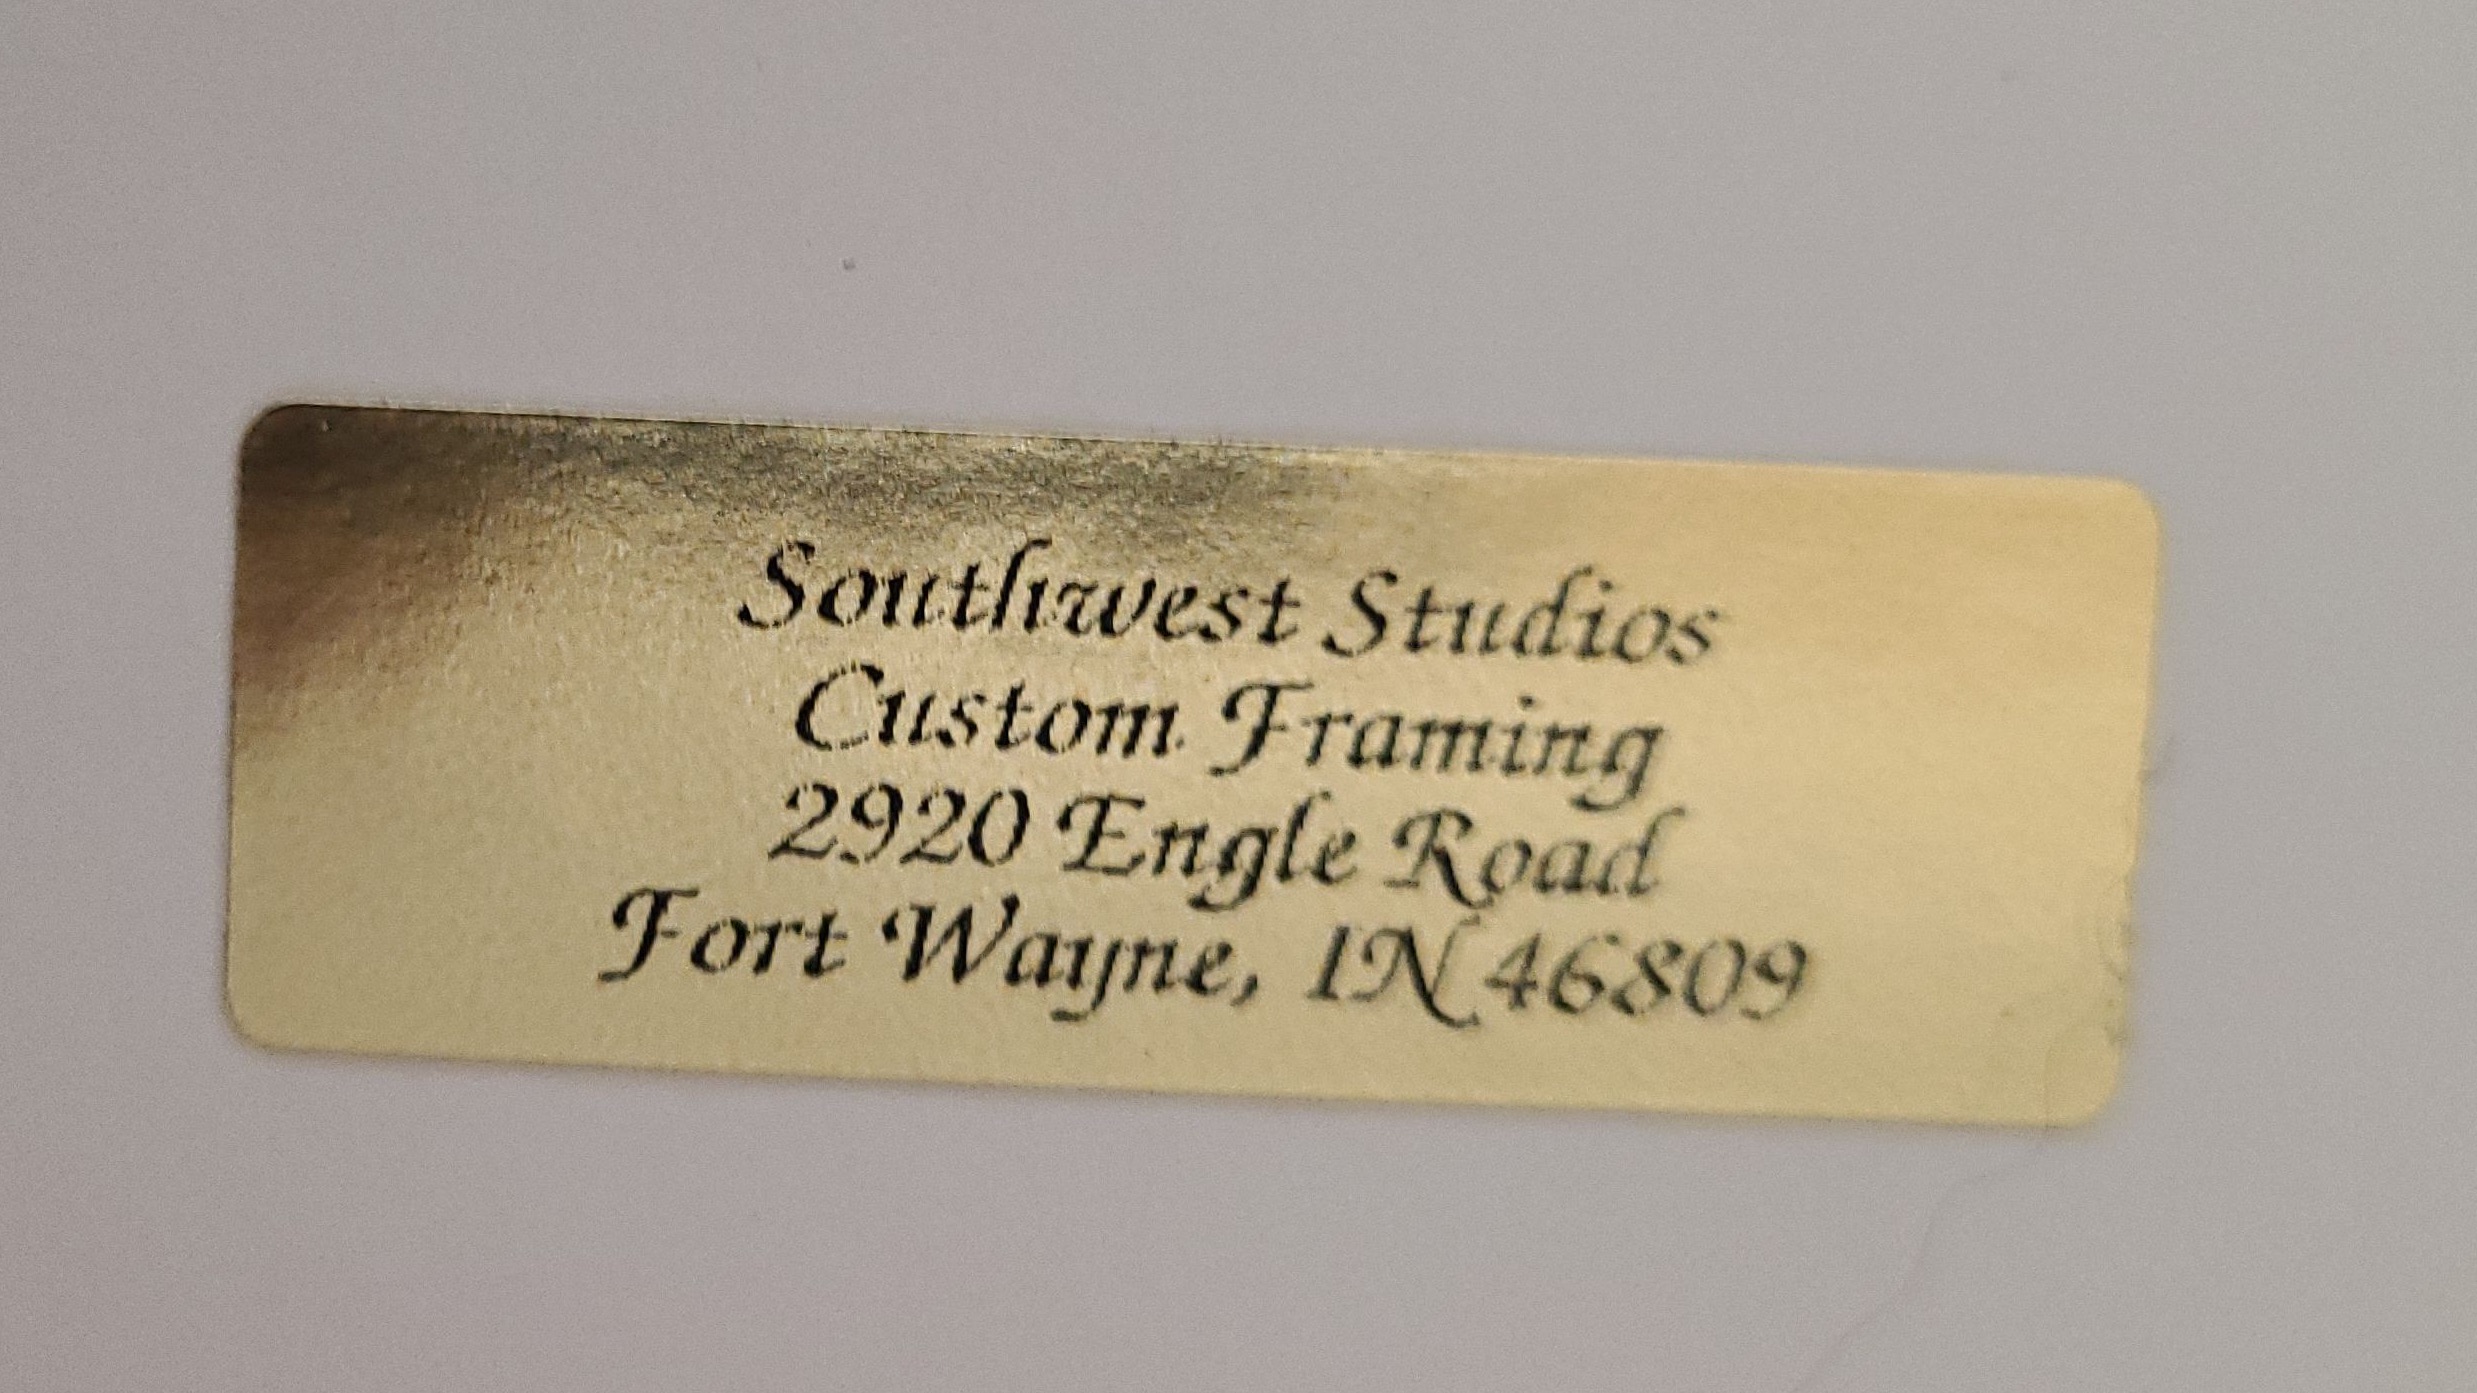 Southwest Studios
Custom Framing
2920 Engle Road
Fort Wayne, IN 46809